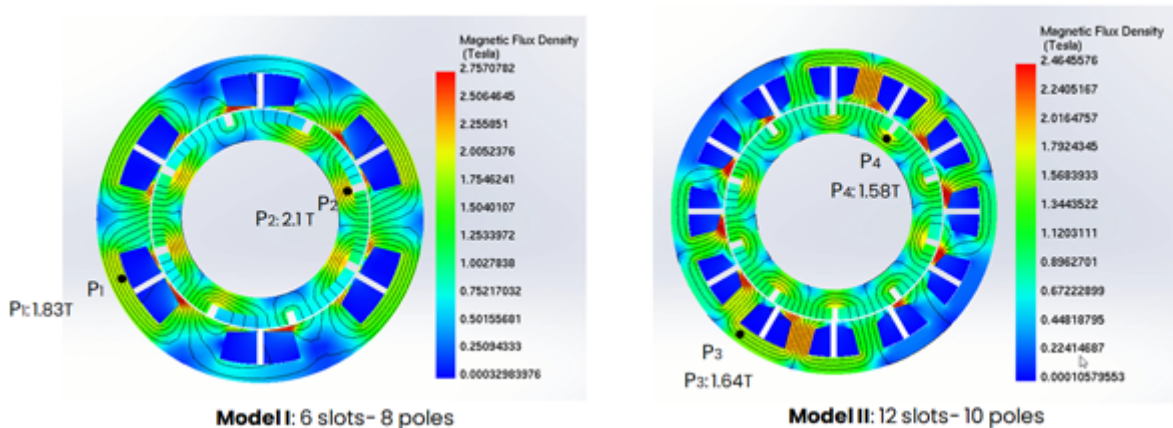 Magnetic Flux Density
(Tesla)
2.7570782
2.5064645
2.255851
2.0052376
1.7546241
1.5040107
1.2533972
1.0027838
0.75217032
0.50155681
0.25094333
0.00032983976
P2
P2: 2.1 T
P1
P1: 1.83T
Model I: 6 slots- 8 poles
Magnetic Flux Density
(Tesla)
2.4645576
2.2405167
2.0164757
1.7924345
1.5683933
1.3443522
1.1203111
0.8962701
0.67222899
0.44818795
0.22414687
0.00010579553
P4
P4: 1.58T
P3
P3: 1.64T
Model II: 12 slots- 10 poles